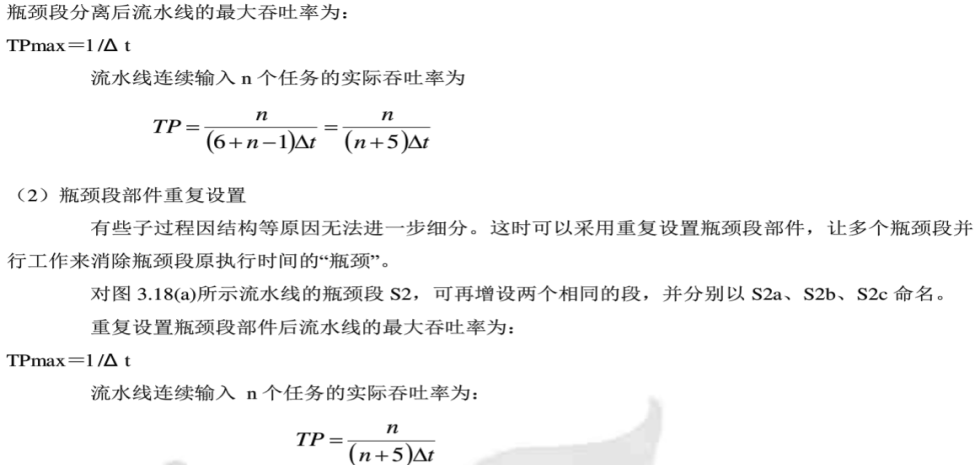 瓶颈段分离后流水线的最大吞吐率为：
TPmax＝1/Δ t
流水线连续输入 n 个任务的实际吞吐率为
TP = n / ((6+n−1)Δt) = n / ((n+5)Δt)
（2）瓶颈段部件重复设置
有些子过程因结构等原因无法进一步细分。这时可以采用重复设置瓶颈段部件，让多个瓶颈段并
行工作来消除瓶颈段原执行时间的“瓶颈”。
对图 3.18(a)所示流水线的瓶颈段 S2，可再增设两个相同的段，并分别以 S2a、S2b、S2c 命名。
重复设置瓶颈段部件后流水线的最大吞吐率为：
TPmax＝1/Δ t
流水线连续输入 n 个任务的实际吞吐率为：
TP = n / ((n+5)Δt)